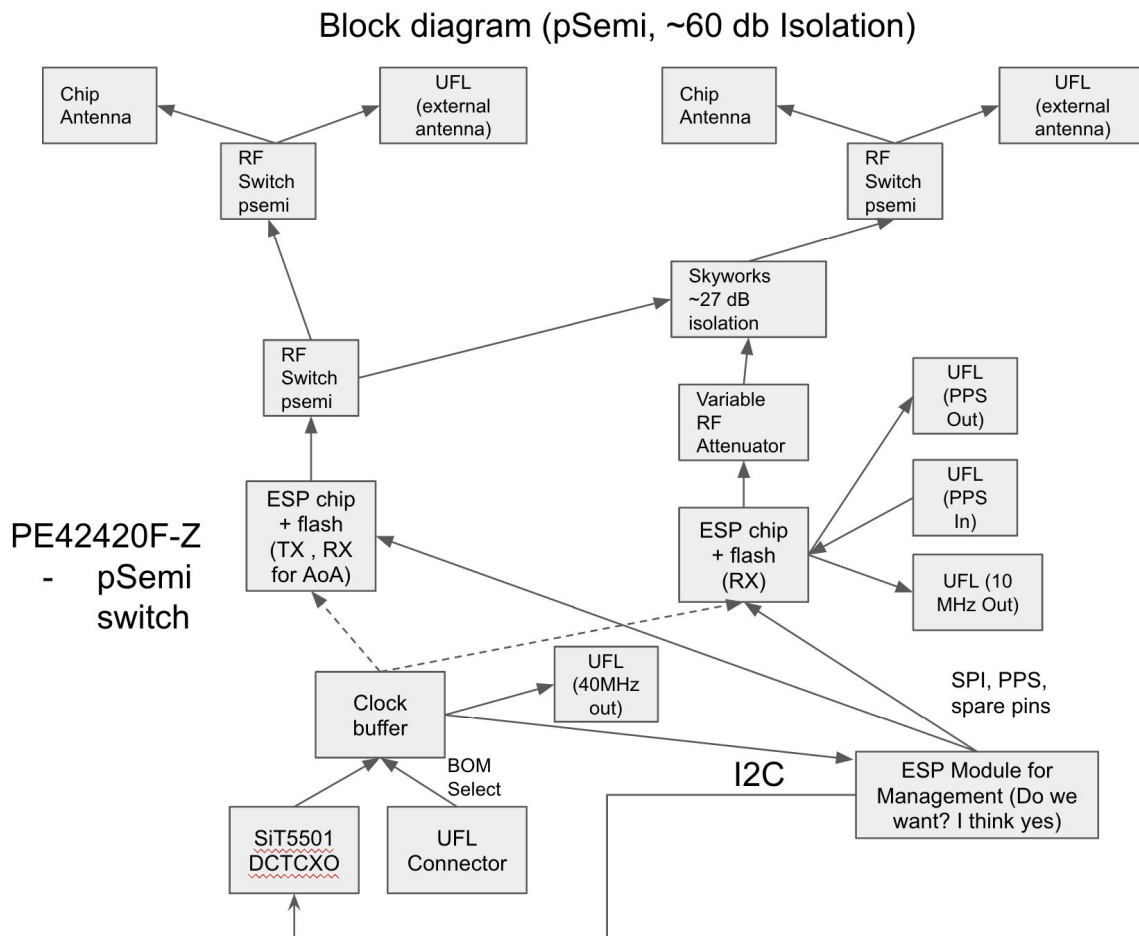 Block diagram (pSemi, ~60 db Isolation)
Chip
Antenna
UFL
(external
antenna)
Chip
Antenna
UFL
(external
antenna)
RF
Switch
psemi
RF
Switch
psemi
Skyworks
~27 dB
isolation
RF
Switch
psemi
Variable
RF
Attenuator
UFL
(PPS
Out)
UFL
(PPS
In)
UFL (10
MHz Out)
PE42420F-Z
- pSemi
switch
ESP chip
+ flash
(TX , RX
for AoA)
ESP chip
+ flash
(RX)
UFL
(40MHz
out)
SPI, PPS,
spare pins
Clock
buffer
BOM
Select
I2C
ESP Module for
Management (Do we
want? I think yes)
SiT5501
DCTCXO
UFL
Connector